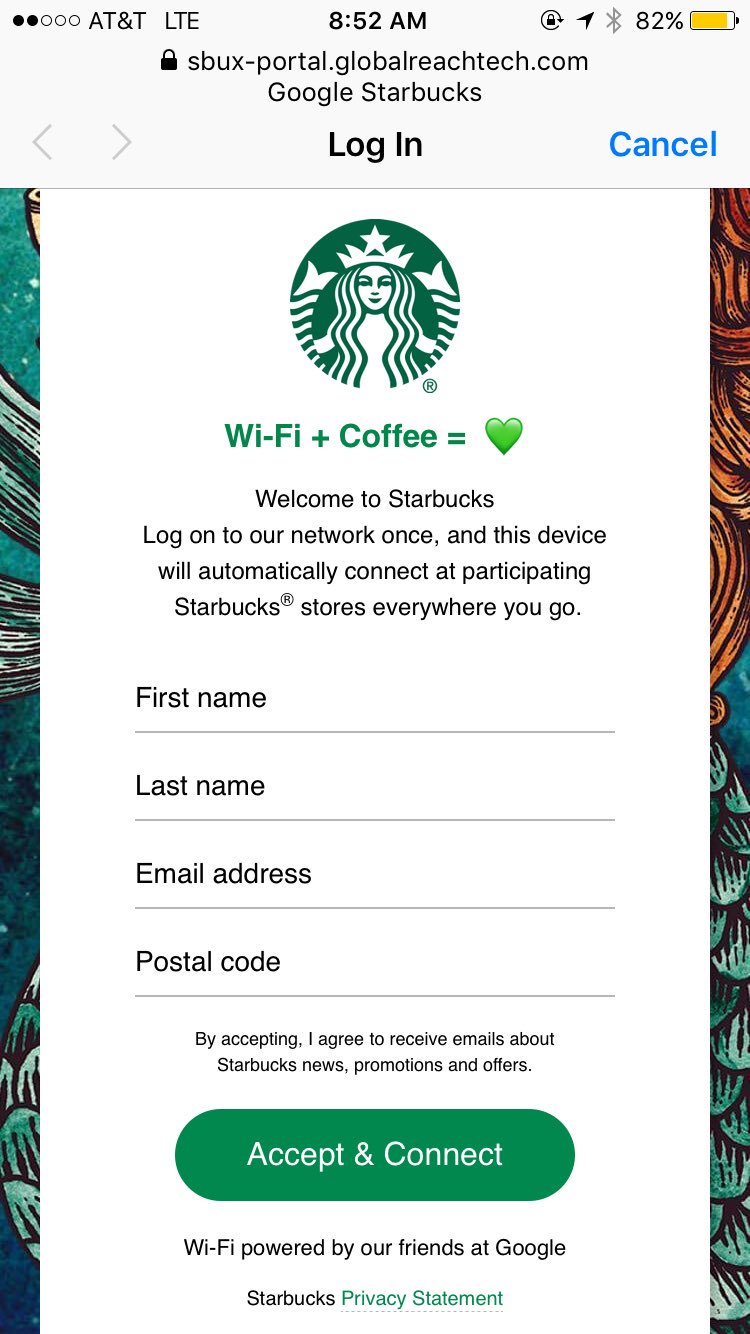 AT&T LTE 8:52 AM 82%
sbux-portal.globalreachtech.com
Google Starbucks
Log In Cancel
®
Wi-Fi + Coffee = 💚
Welcome to Starbucks
Log on to our network once, and this device
will automatically connect at participating
Starbucks® stores everywhere you go.
First name
Last name
Email address
Postal code
By accepting, I agree to receive emails about
Starbucks news, promotions and offers.
Accept & Connect
Wi-Fi powered by our friends at Google
Starbucks Privacy Statement